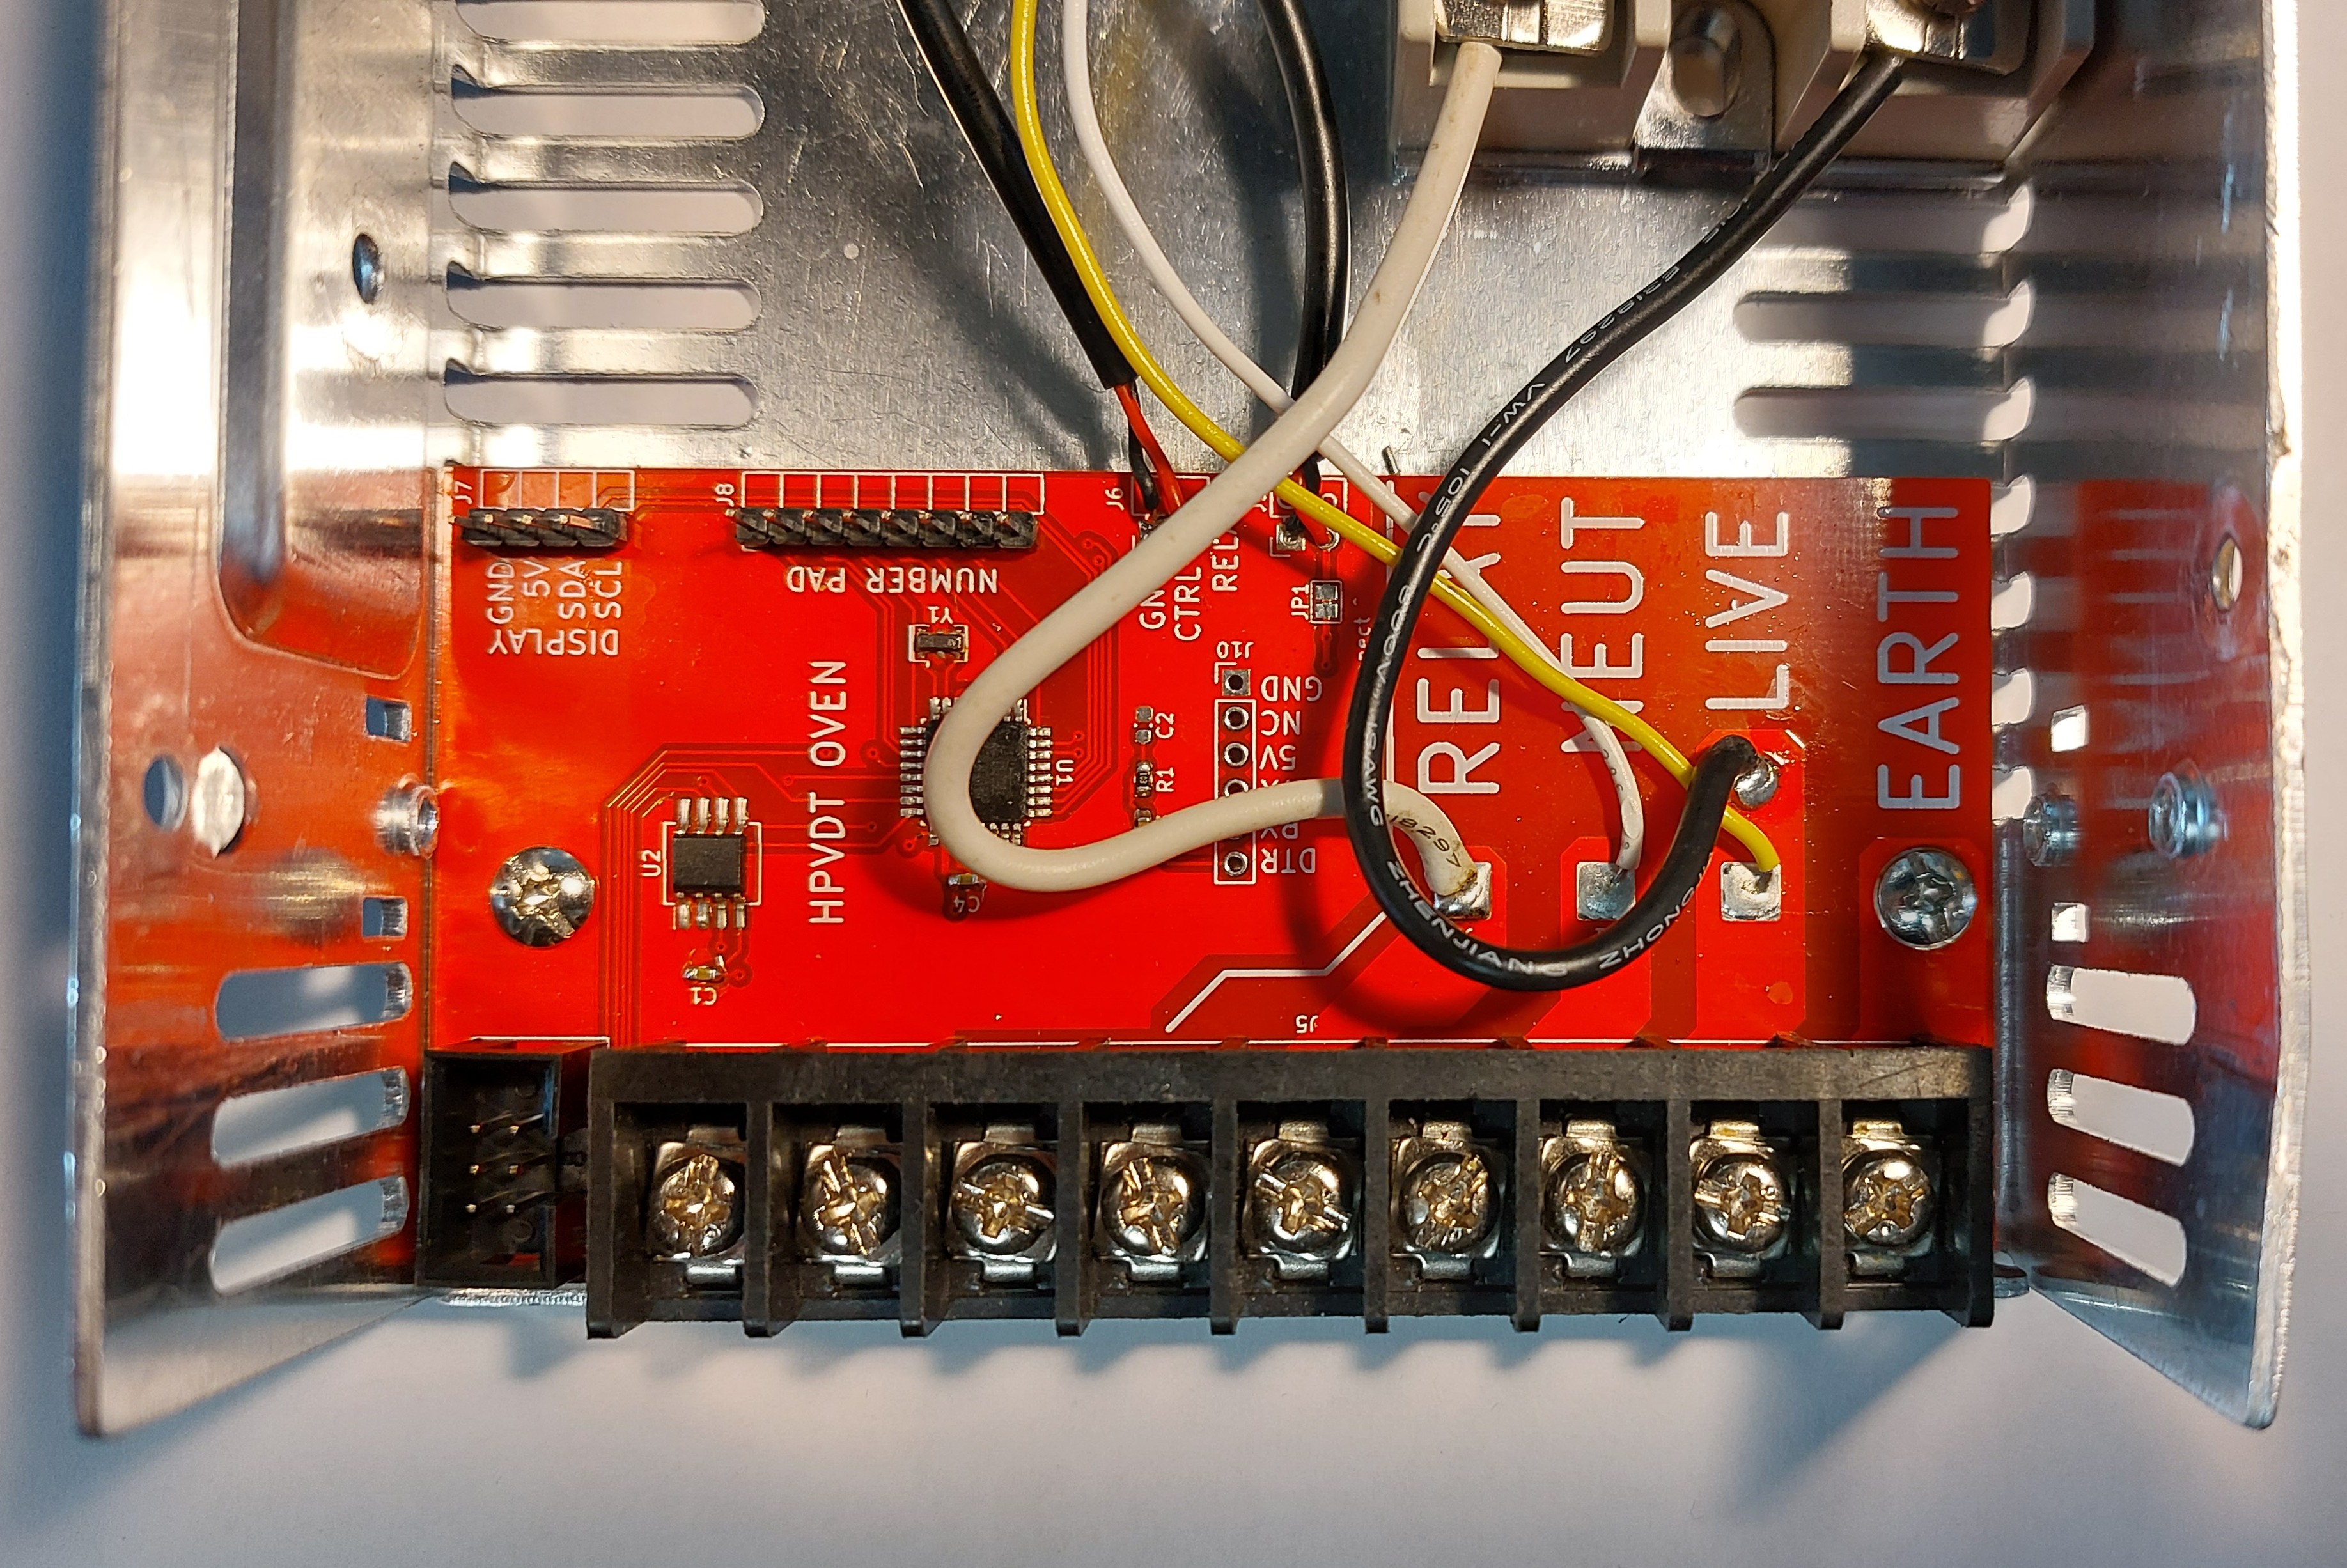 J7
DISPLAY
GND
5V
SDA
SCL
U2
C1
J8
HPVDT OVEN
NUMBER PAD
C4
Y1
U1
J6
R1
C2
CTRL
J10
DTR
5V
NC
GND
J5
JP1
RELAY
NEUT
LIVE
EARTH